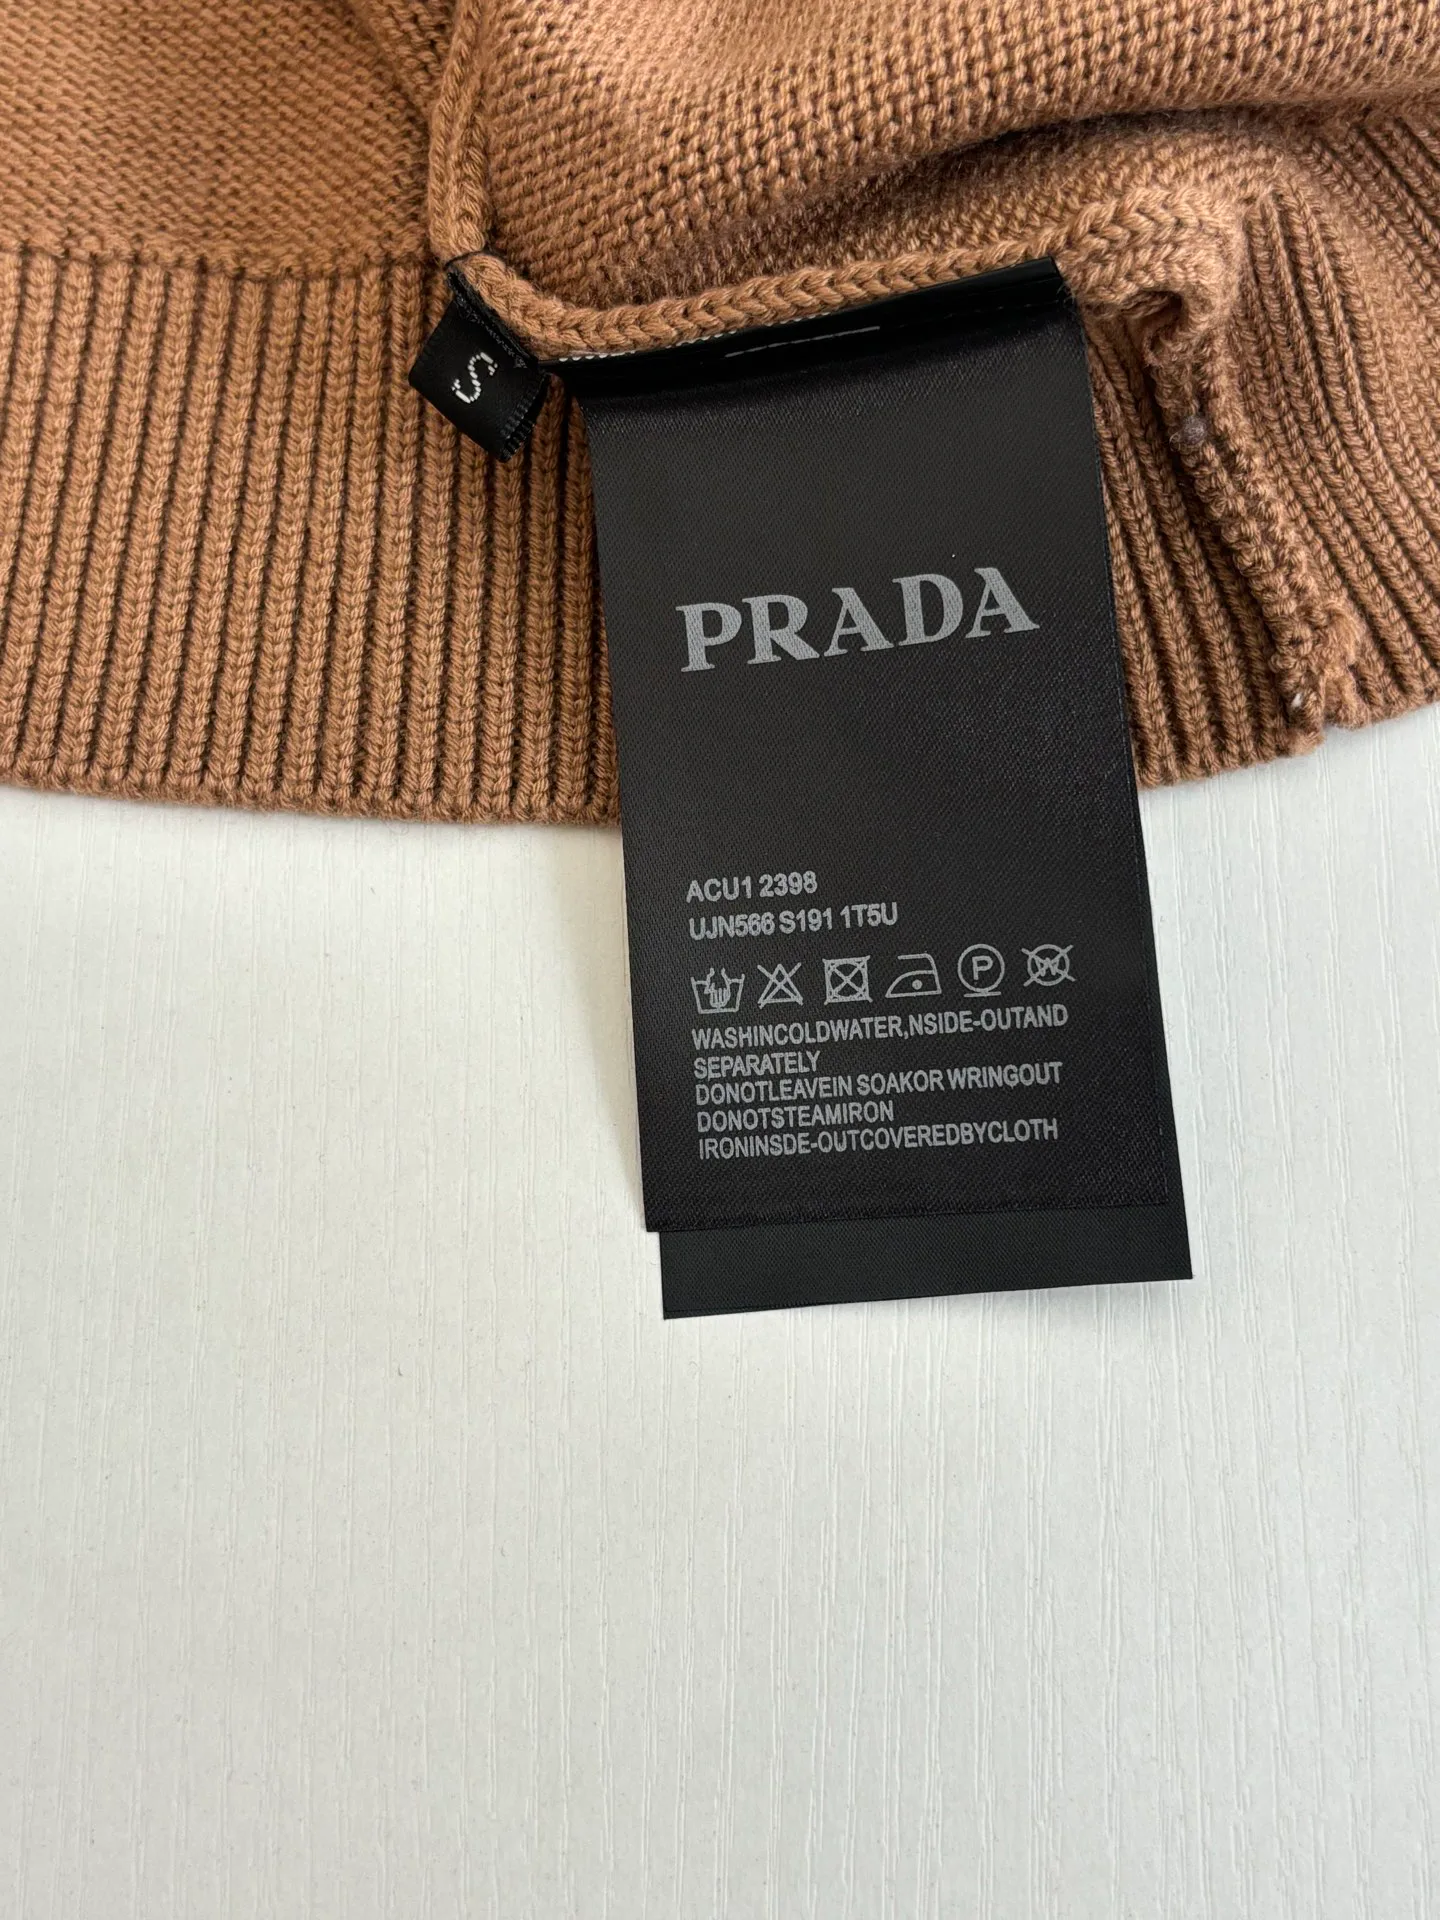 S
PRADA
ACU1 2398
UJN566 S191 1T5U
P
W
WASHINCOLDWATER,NSIDE-OUTAND
SEPARATELY
DONOTLEAVEIN SOAKOR WRINGOUT
DONOTSTEAMIRON
IRONINSDE-OUTCOVEREDBYCLOTH